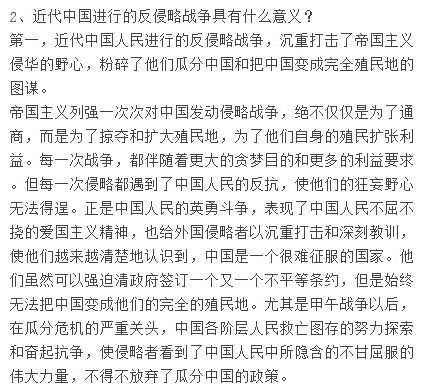 2、近代中国进行的反侵略战争具有什么意义？
第一，近代中国人民进行的反侵略战争，沉重打击了帝国主义
侵华的野心，粉碎了他们瓜分中国和把中国变成完全殖民地的
图谋。
帝国主义列强一次次对中国发动侵略战争，绝不仅仅是为了通
商，而是为了掠夺和扩大殖民地，为了他们自身的殖民扩张利
益。每一次战争，都伴随着更大的贪梦目的和更多的利益要求
。但每一次侵略都遇到了中国人民的反抗，使他们的狂妄野心
无法得逞。正是中国人民的英勇斗争，表现了中国人民不屈不
挠的爱国主义精神，也给外国侵略者以沉重打击和深刻教训，
使他们越来越清楚地认识到，中国是一个很难征服的国家。他
们虽然可以强迫清政府签订一个又一个不平等条约，但是始终
无法把中国变成他们的完全的殖民地。尤其是甲午战争以后，
在瓜分危机的严重关头，中国各阶层人民救亡图存的努力探索
和奋起抗争，使侵略者看到了中国人民中所隐含的不甘屈服的
伟大力量，不得不放弃了瓜分中国的政策。